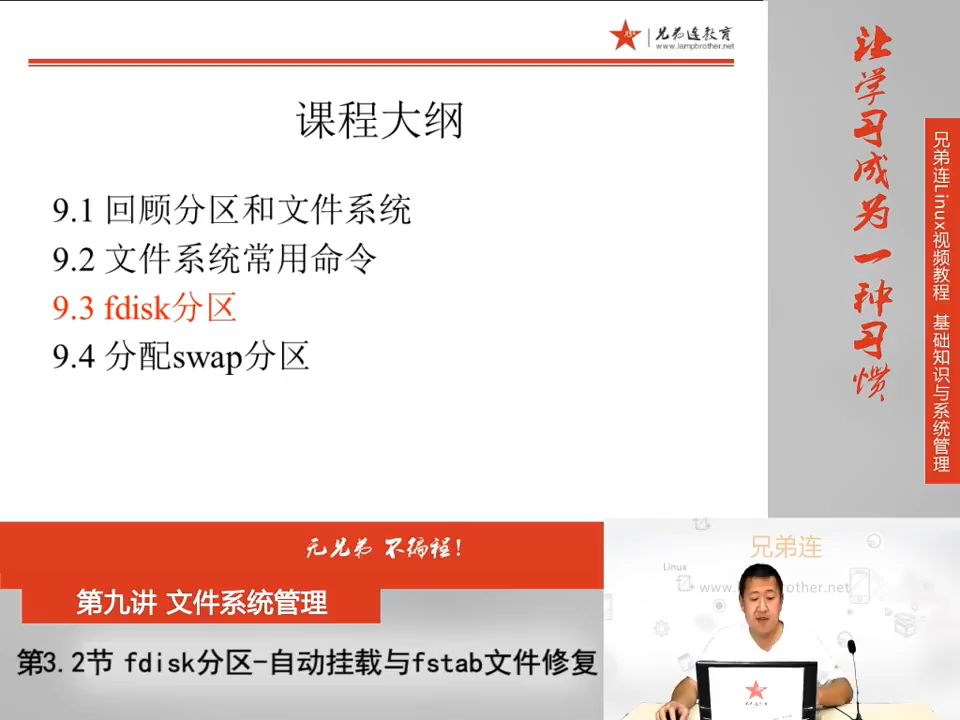 兄弟连教育
www.lampbrother.net
课程大纲
9.1 回顾分区和文件系统
9.2 文件系统常用命令
9.3 fdisk分区
9.4 分配swap分区
让学习成为一种习惯
兄弟连Linux视频教程 基础知识与系统管理
无兄弟 不编程!
第九讲 文件系统管理
第3.2节 fdisk分区-自动挂载与fstab文件修复
兄弟连
Linux